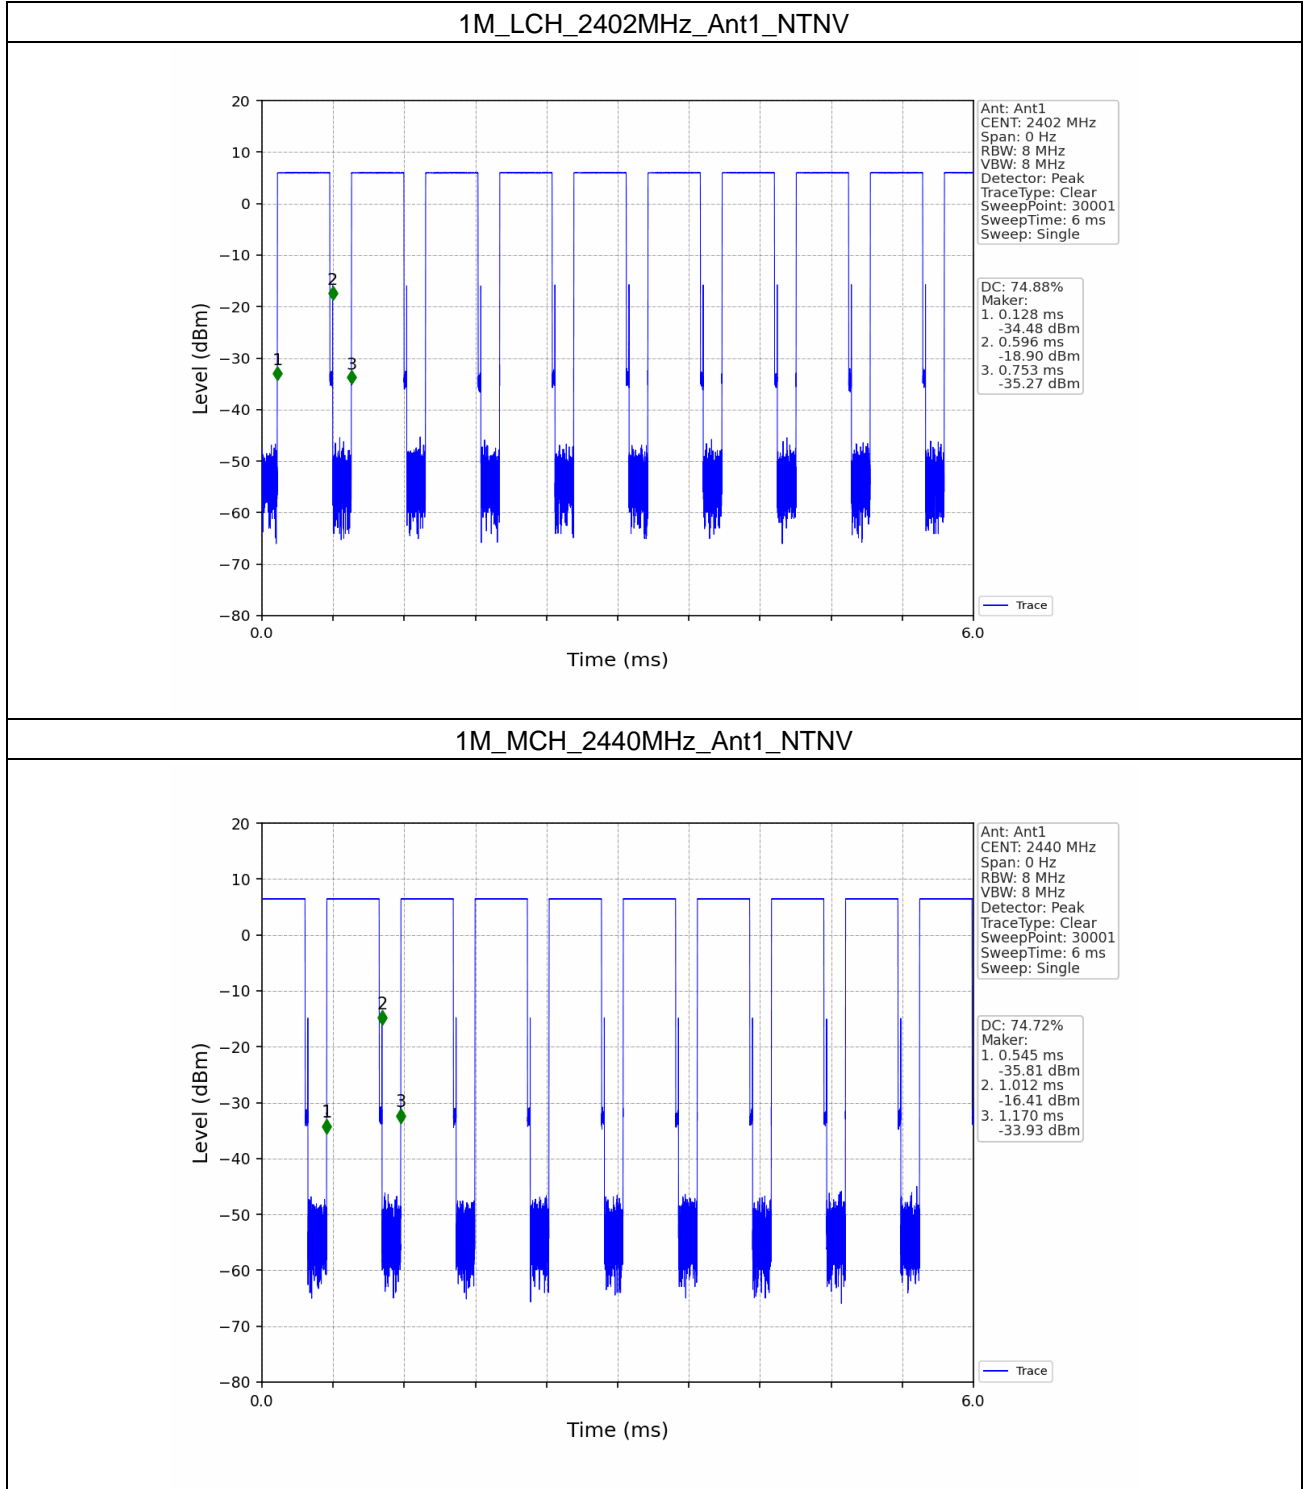 1M_LCH_2402MHz_Ant1_NTNV
20
10
0
−10
−20
−30
−40
−50
−60
−70
−80
Level (dBm)
1
2
3
0.0
6.0
Time (ms)
Ant: Ant1
CENT: 2402 MHz
Span: 0 Hz
RBW: 8 MHz
VBW: 8 MHz
Detector: Peak
TraceType: Clear
SweepPoint: 30001
SweepTime: 6 ms
Sweep: Single
DC: 74.88%
Maker:
1. 0.128 ms
-34.48 dBm
2. 0.596 ms
-18.90 dBm
3. 0.753 ms
-35.27 dBm
Trace
1M_MCH_2440MHz_Ant1_NTNV
20
10
0
−10
−20
−30
−40
−50
−60
−70
−80
Level (dBm)
1
2
3
0.0
6.0
Time (ms)
Ant: Ant1
CENT: 2440 MHz
Span: 0 Hz
RBW: 8 MHz
VBW: 8 MHz
Detector: Peak
TraceType: Clear
SweepPoint: 30001
SweepTime: 6 ms
Sweep: Single
DC: 74.72%
Maker:
1. 0.545 ms
-35.81 dBm
2. 1.012 ms
-16.41 dBm
3. 1.170 ms
-33.93 dBm
Trace